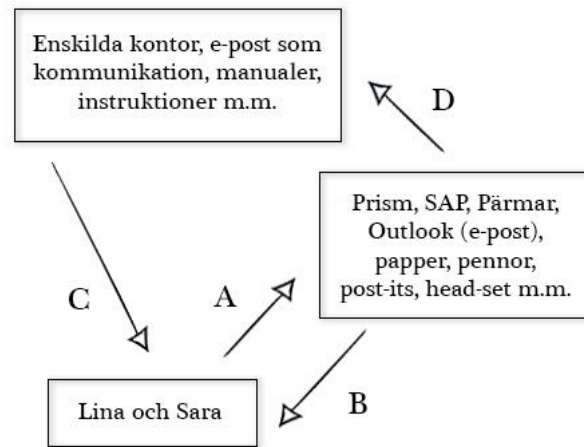 Enskilda kontor, e-post som
kommunikation, manualer,
instruktioner m.m.
D
Prism, SAP, Pärmar,
Outlook (e-post),
papper, pennor,
post-its, head-set m.m.
C
A
Lina och Sara
B